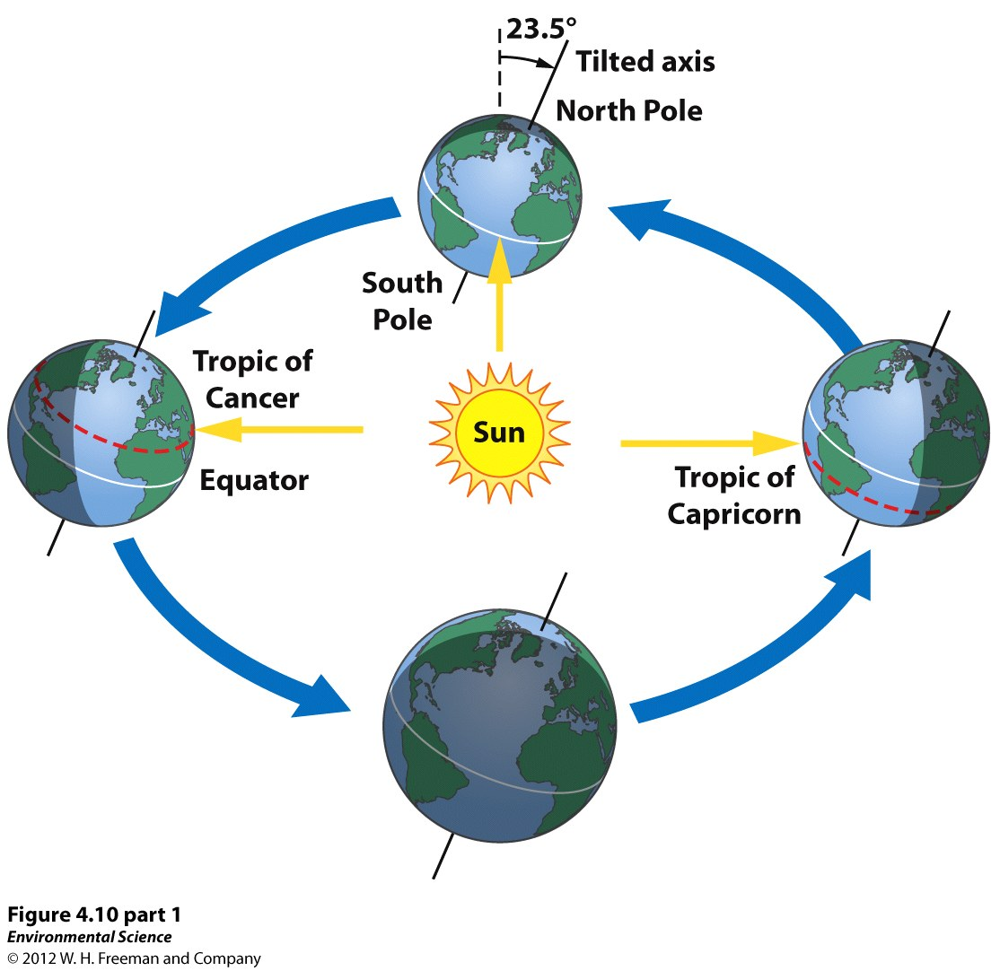 23.5°
Tilted axis
North Pole
South
Pole
Tropic of
Cancer
Sun
Equator
Tropic of
Capricorn
Figure 4.10 part 1
Environmental Science
© 2012 W. H. Freeman and Company